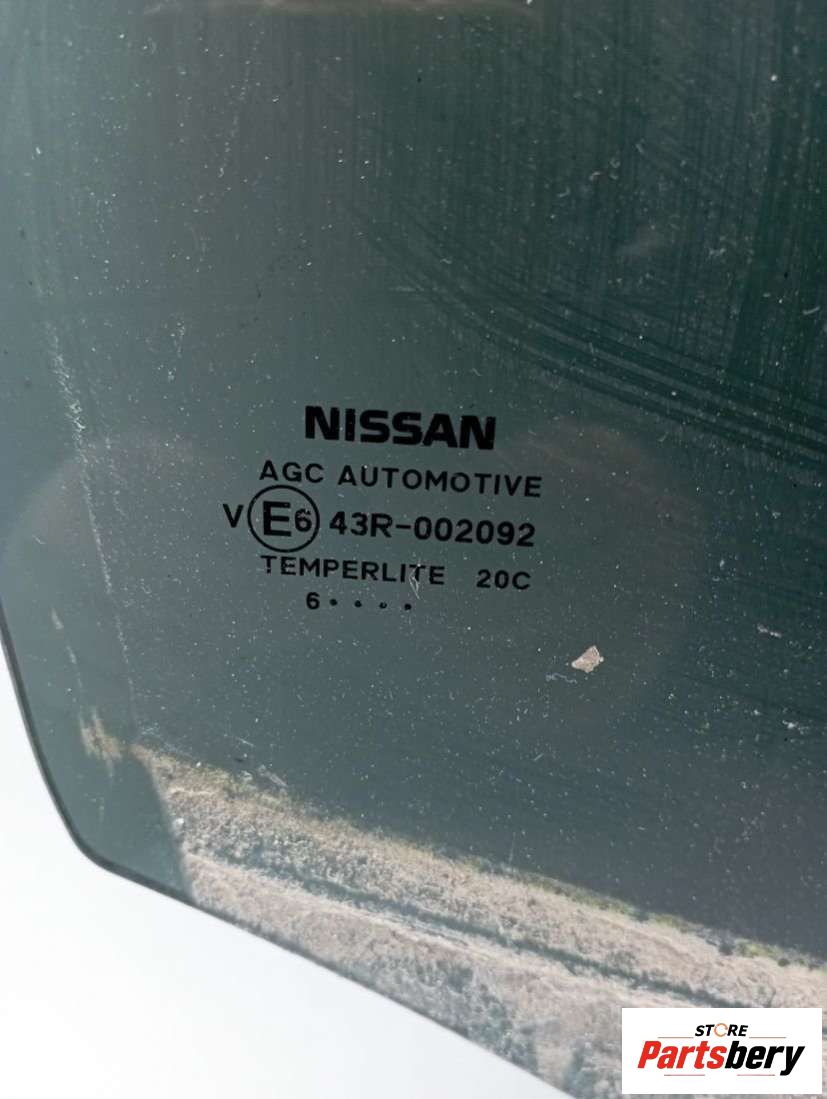 NISSAN
AGC AUTOMOTIVE
V E6 43R-002092
TEMPERLITE 20C
6 • • • •
STORE
Partsbery